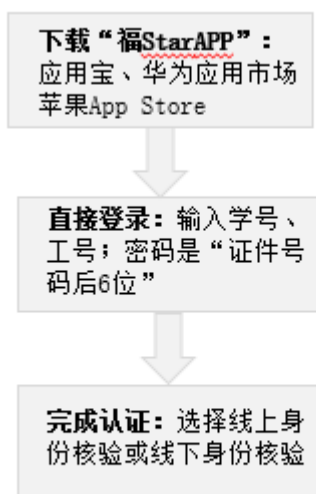 下载“福StarAPP”：
应用宝、华为应用市场
苹果App Store
直接登录：输入学号、
工号；密码是“证件号
码后6位”
完成认证：选择线上身
份核验或线下身份核验